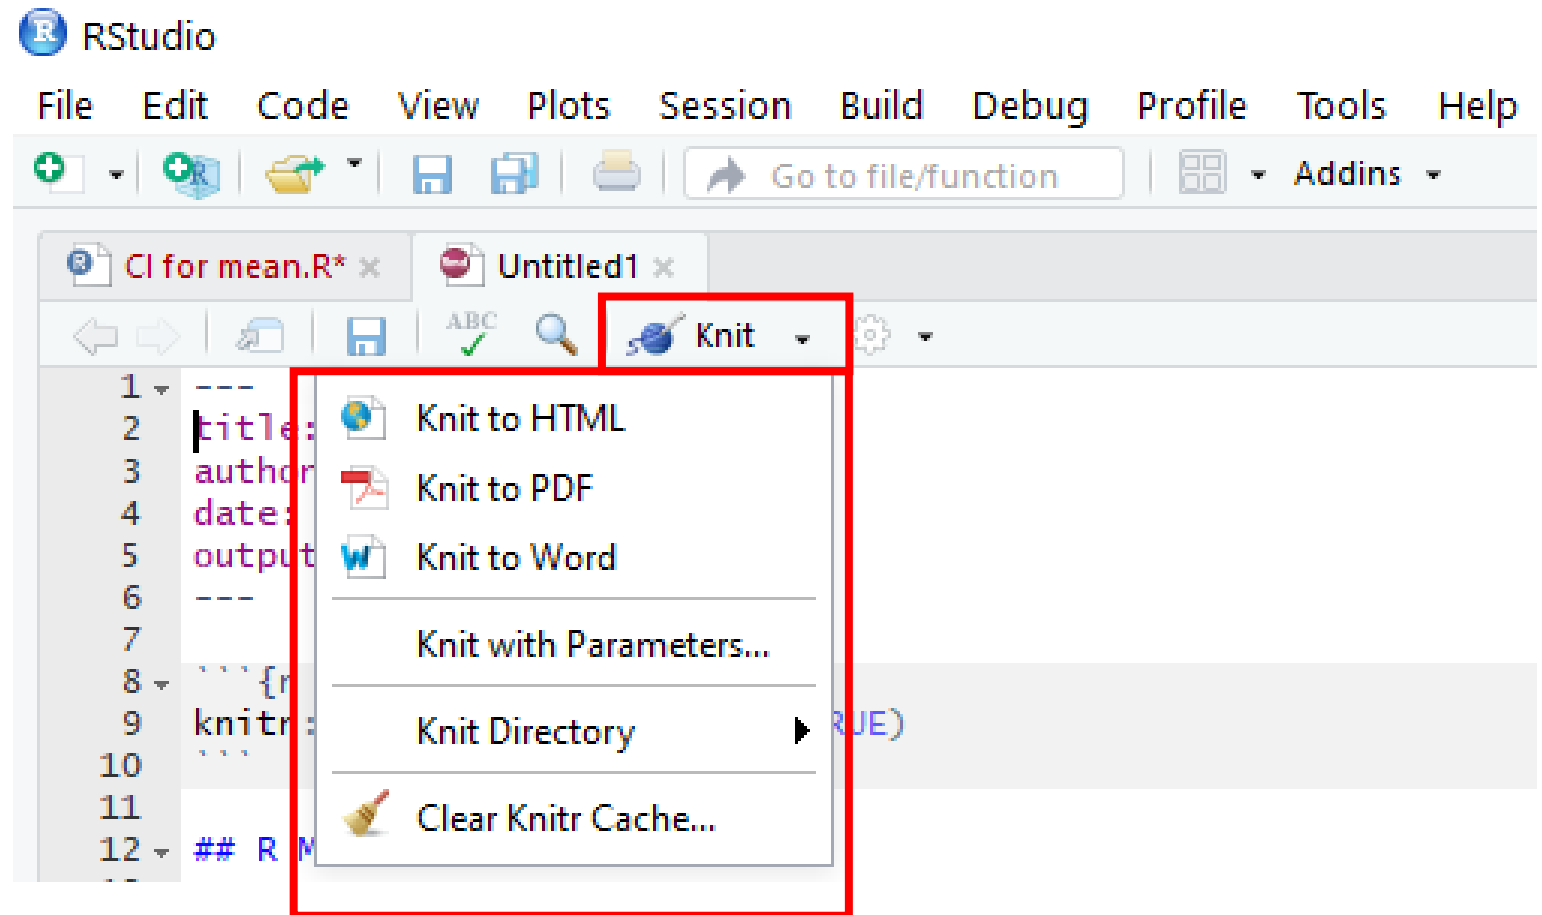 RStudio
File Edit Code View Plots Session Build Debug Profile Tools Help
Go to file/function Addins
CI for mean.R* Untitled1
ABC Knit
1 ---
2 title:
3 author
4 date:
5 output
6 ---
7
8 ```{r
9 knitr: RUE)
10 ```
11
12 ## R M
Knit to HTML
Knit to PDF
Knit to Word
Knit with Parameters...
Knit Directory
Clear Knitr Cache...